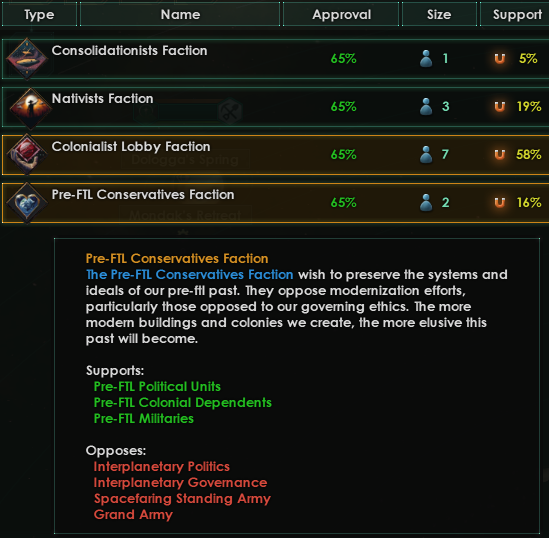 Type Name Approval Size Support
Consolidationists Faction 65% 1 5%
Nativists Faction 65% 3 19%
Colonialist Lobby Faction 65% 7 58%
Pre-FTL Conservatives Faction 65% 2 16%
Pre-FTL Conservatives Faction
The Pre-FTL Conservatives Faction wish to preserve the systems and
ideals of our pre-ftl past. They oppose modernization efforts,
particularly those opposed to our governing ethics. The more
modern buildings and colonies we create, the more elusive this
past will become.
Supports:
Pre-FTL Political Units
Pre-FTL Colonial Dependents
Pre-FTL Militaries
Opposes:
Interplanetary Politics
Interplanetary Governance
Spacefaring Standing Army
Grand Army